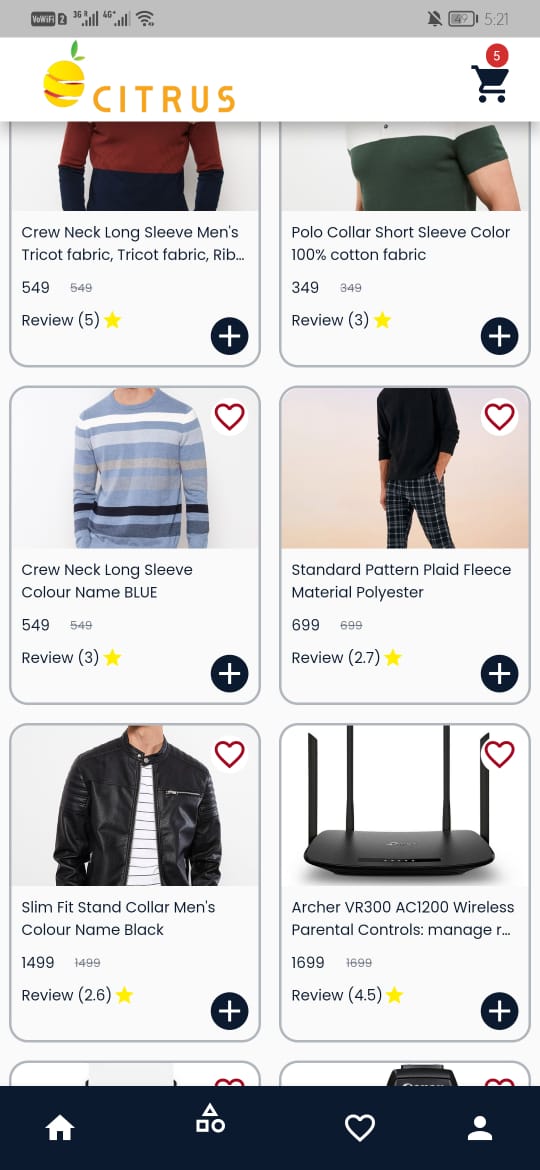 VoWiFi 2 3G R 4G+ 49 5:21
CITRUS
5
Crew Neck Long Sleeve Men's
Tricot fabric, Tricot fabric, Rib...
549 549
Review (5)
Polo Collar Short Sleeve Color
100% cotton fabric
349 349
Review (3)
Crew Neck Long Sleeve
Colour Name BLUE
549 549
Review (3)
Standard Pattern Plaid Fleece
Material Polyester
699 699
Review (2.7)
Slim Fit Stand Collar Men's
Colour Name Black
1499 1499
Review (2.6)
Archer VR300 AC1200 Wireless
Parental Controls: manage r...
1699 1699
Review (4.5)
Canon